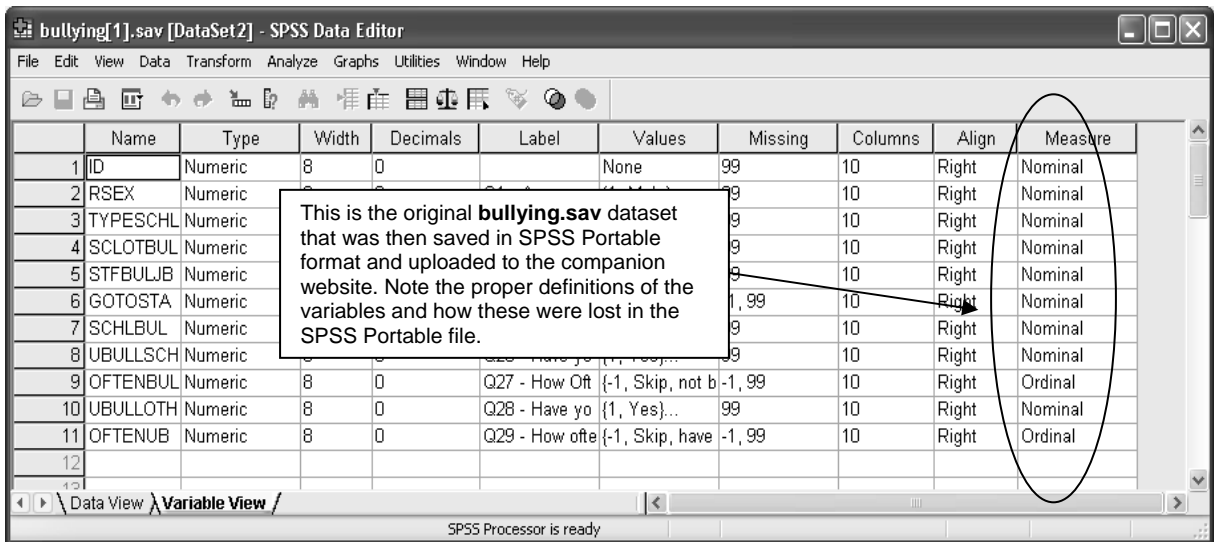 bullying[1].sav [DataSet2] - SPSS Data Editor
File Edit View Data Transform Analyze Graphs Utilities Window Help
Name Type Width Decimals Label Values Missing Columns Align Measure
1 ID Numeric 8 0 None 99 10 Right Nominal
2 RSEX Numeric 10 Right Nominal
3 TYPESCHL Numeric 10 Right Nominal
4 SCLOTBUL Numeric 10 Right Nominal
5 STFBULJB Numeric 10 Right Nominal
6 GOTOSTA Numeric , 99 10 Right Nominal
7 SCHLBUL Numeric 10 Right Nominal
8 UBULLSCH Numeric 10 Right Nominal
This is the original bullying.sav dataset
that was then saved in SPSS Portable
format and uploaded to the companion
website. Note the proper definitions of the
variables and how these were lost in the
SPSS Portable file.
9 OFTENBUL Numeric 8 0 Q27 - How Oft {-1, Skip, not b -1, 99 10 Right Ordinal
10 UBULLOTH Numeric 8 0 Q28 - Have yo {1, Yes}... 99 10 Right Nominal
11 OFTENUB Numeric 8 0 Q29 - How ofte {-1, Skip, have -1, 99 10 Right Ordinal
12
Data View Variable View
SPSS Processor is ready